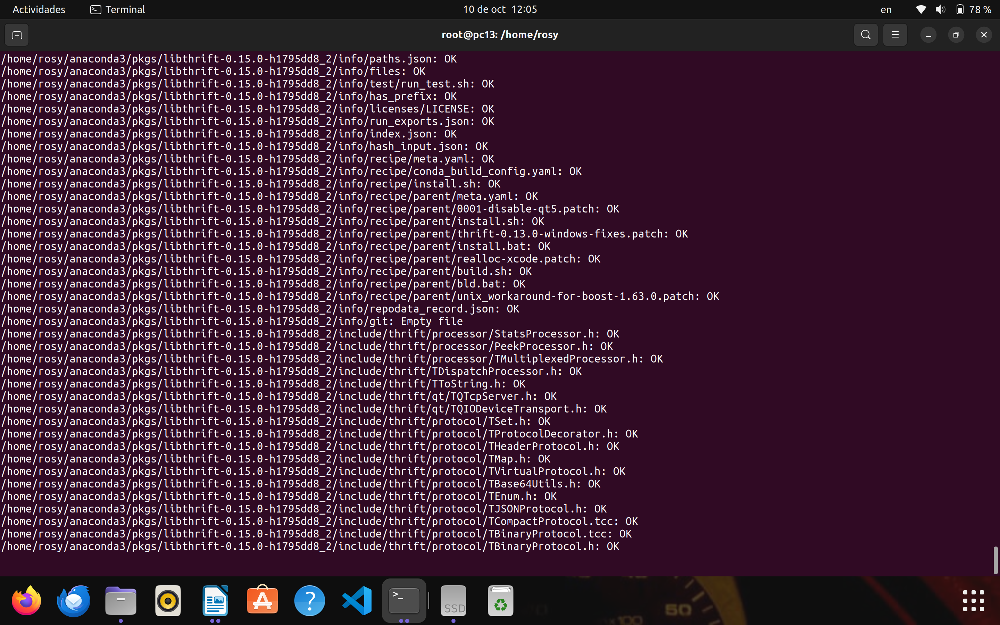 Actividades
Terminal
10 de oct 12:05
en
78 %
root@pc13: /home/rosy
/home/rosy/anaconda3/pkgs/libthrift-0.15.0-h1795dd8_2/info/paths.json: OK
/home/rosy/anaconda3/pkgs/libthrift-0.15.0-h1795dd8_2/info/files: OK
/home/rosy/anaconda3/pkgs/libthrift-0.15.0-h1795dd8_2/info/test/run_test.sh: OK
/home/rosy/anaconda3/pkgs/libthrift-0.15.0-h1795dd8_2/info/has_prefix: OK
/home/rosy/anaconda3/pkgs/libthrift-0.15.0-h1795dd8_2/info/licenses/LICENSE: OK
/home/rosy/anaconda3/pkgs/libthrift-0.15.0-h1795dd8_2/info/run_exports.json: OK
/home/rosy/anaconda3/pkgs/libthrift-0.15.0-h1795dd8_2/info/index.json: OK
/home/rosy/anaconda3/pkgs/libthrift-0.15.0-h1795dd8_2/info/hash_input.json: OK
/home/rosy/anaconda3/pkgs/libthrift-0.15.0-h1795dd8_2/info/recipe/meta.yaml: OK
/home/rosy/anaconda3/pkgs/libthrift-0.15.0-h1795dd8_2/info/recipe/conda_build_config.yaml: OK
/home/rosy/anaconda3/pkgs/libthrift-0.15.0-h1795dd8_2/info/recipe/install.sh: OK
/home/rosy/anaconda3/pkgs/libthrift-0.15.0-h1795dd8_2/info/recipe/parent/meta.yaml: OK
/home/rosy/anaconda3/pkgs/libthrift-0.15.0-h1795dd8_2/info/recipe/parent/0001-disable-qt5.patch: OK
/home/rosy/anaconda3/pkgs/libthrift-0.15.0-h1795dd8_2/info/recipe/parent/install.sh: OK
/home/rosy/anaconda3/pkgs/libthrift-0.15.0-h1795dd8_2/info/recipe/parent/thrift-0.13.0-windows-fixes.patch: OK
/home/rosy/anaconda3/pkgs/libthrift-0.15.0-h1795dd8_2/info/recipe/parent/install.bat: OK
/home/rosy/anaconda3/pkgs/libthrift-0.15.0-h1795dd8_2/info/recipe/parent/realloc-xcode.patch: OK
/home/rosy/anaconda3/pkgs/libthrift-0.15.0-h1795dd8_2/info/recipe/parent/build.sh: OK
/home/rosy/anaconda3/pkgs/libthrift-0.15.0-h1795dd8_2/info/recipe/parent/bld.bat: OK
/home/rosy/anaconda3/pkgs/libthrift-0.15.0-h1795dd8_2/info/recipe/parent/unix_workaround-for-boost-1.63.0.patch: OK
/home/rosy/anaconda3/pkgs/libthrift-0.15.0-h1795dd8_2/info/repodata_record.json: OK
/home/rosy/anaconda3/pkgs/libthrift-0.15.0-h1795dd8_2/info/git: Empty file
/home/rosy/anaconda3/pkgs/libthrift-0.15.0-h1795dd8_2/include/thrift/processor/StatsProcessor.h: OK
/home/rosy/anaconda3/pkgs/libthrift-0.15.0-h1795dd8_2/include/thrift/processor/PeekProcessor.h: OK
/home/rosy/anaconda3/pkgs/libthrift-0.15.0-h1795dd8_2/include/thrift/processor/TMultiplexedProcessor.h: OK
/home/rosy/anaconda3/pkgs/libthrift-0.15.0-h1795dd8_2/include/thrift/TDispatchProcessor.h: OK
/home/rosy/anaconda3/pkgs/libthrift-0.15.0-h1795dd8_2/include/thrift/TToString.h: OK
/home/rosy/anaconda3/pkgs/libthrift-0.15.0-h1795dd8_2/include/thrift/qt/TQTcpServer.h: OK
/home/rosy/anaconda3/pkgs/libthrift-0.15.0-h1795dd8_2/include/thrift/qt/TQIODeviceTransport.h: OK
/home/rosy/anaconda3/pkgs/libthrift-0.15.0-h1795dd8_2/include/thrift/protocol/TSet.h: OK
/home/rosy/anaconda3/pkgs/libthrift-0.15.0-h1795dd8_2/include/thrift/protocol/TProtocolDecorator.h: OK
/home/rosy/anaconda3/pkgs/libthrift-0.15.0-h1795dd8_2/include/thrift/protocol/THeaderProtocol.h: OK
/home/rosy/anaconda3/pkgs/libthrift-0.15.0-h1795dd8_2/include/thrift/protocol/TMap.h: OK
/home/rosy/anaconda3/pkgs/libthrift-0.15.0-h1795dd8_2/include/thrift/protocol/TVirtualProtocol.h: OK
/home/rosy/anaconda3/pkgs/libthrift-0.15.0-h1795dd8_2/include/thrift/protocol/TBase64Utils.h: OK
/home/rosy/anaconda3/pkgs/libthrift-0.15.0-h1795dd8_2/include/thrift/protocol/TEnum.h: OK
/home/rosy/anaconda3/pkgs/libthrift-0.15.0-h1795dd8_2/include/thrift/protocol/TJSONProtocol.h: OK
/home/rosy/anaconda3/pkgs/libthrift-0.15.0-h1795dd8_2/include/thrift/protocol/TCompactProtocol.tcc: OK
/home/rosy/anaconda3/pkgs/libthrift-0.15.0-h1795dd8_2/include/thrift/protocol/TBinaryProtocol.tcc: OK
/home/rosy/anaconda3/pkgs/libthrift-0.15.0-h1795dd8_2/include/thrift/protocol/TBinaryProtocol.h: OK
SSD
50